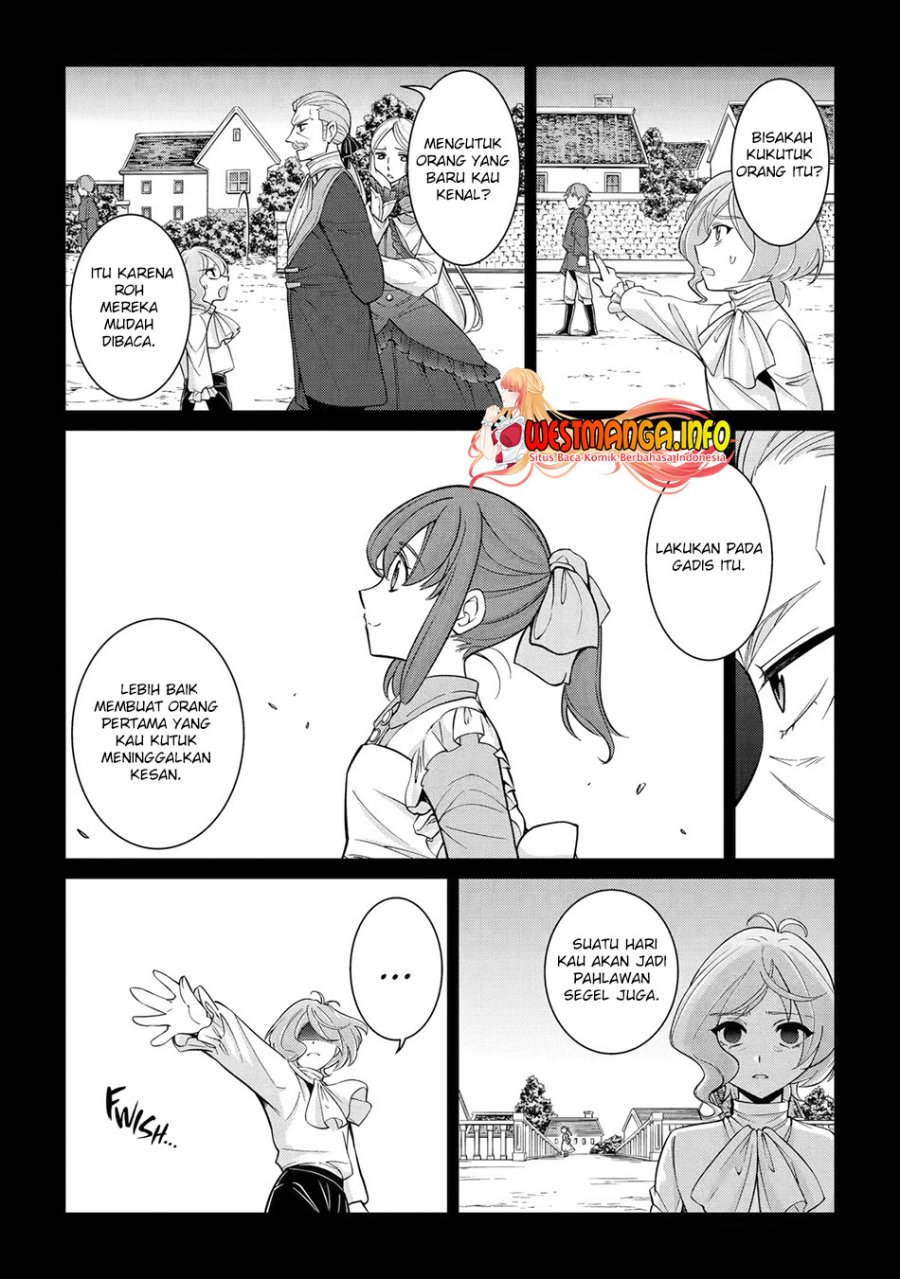 BISAKAH
KUKUTUK
ORANG ITU?
MENGUTUK
ORANG YANG
BARU KAU
KENAL?
ITU KARENA
ROH
MEREKA
MUDAH
DIBACA.
WESTMANGA.INFO
Situs Baca Komik Berbahasa Indonesia
LAKUKAN PADA
GADIS ITU.
LEBIH BAIK
MEMBUAT ORANG
PERTAMA YANG
KAU KUTUK
MENINGGALKAN
KESAN.
SUATU HARI
KAU AKAN JADI
PAHLAWAN
SEGEL JUGA.
...
FWISH...